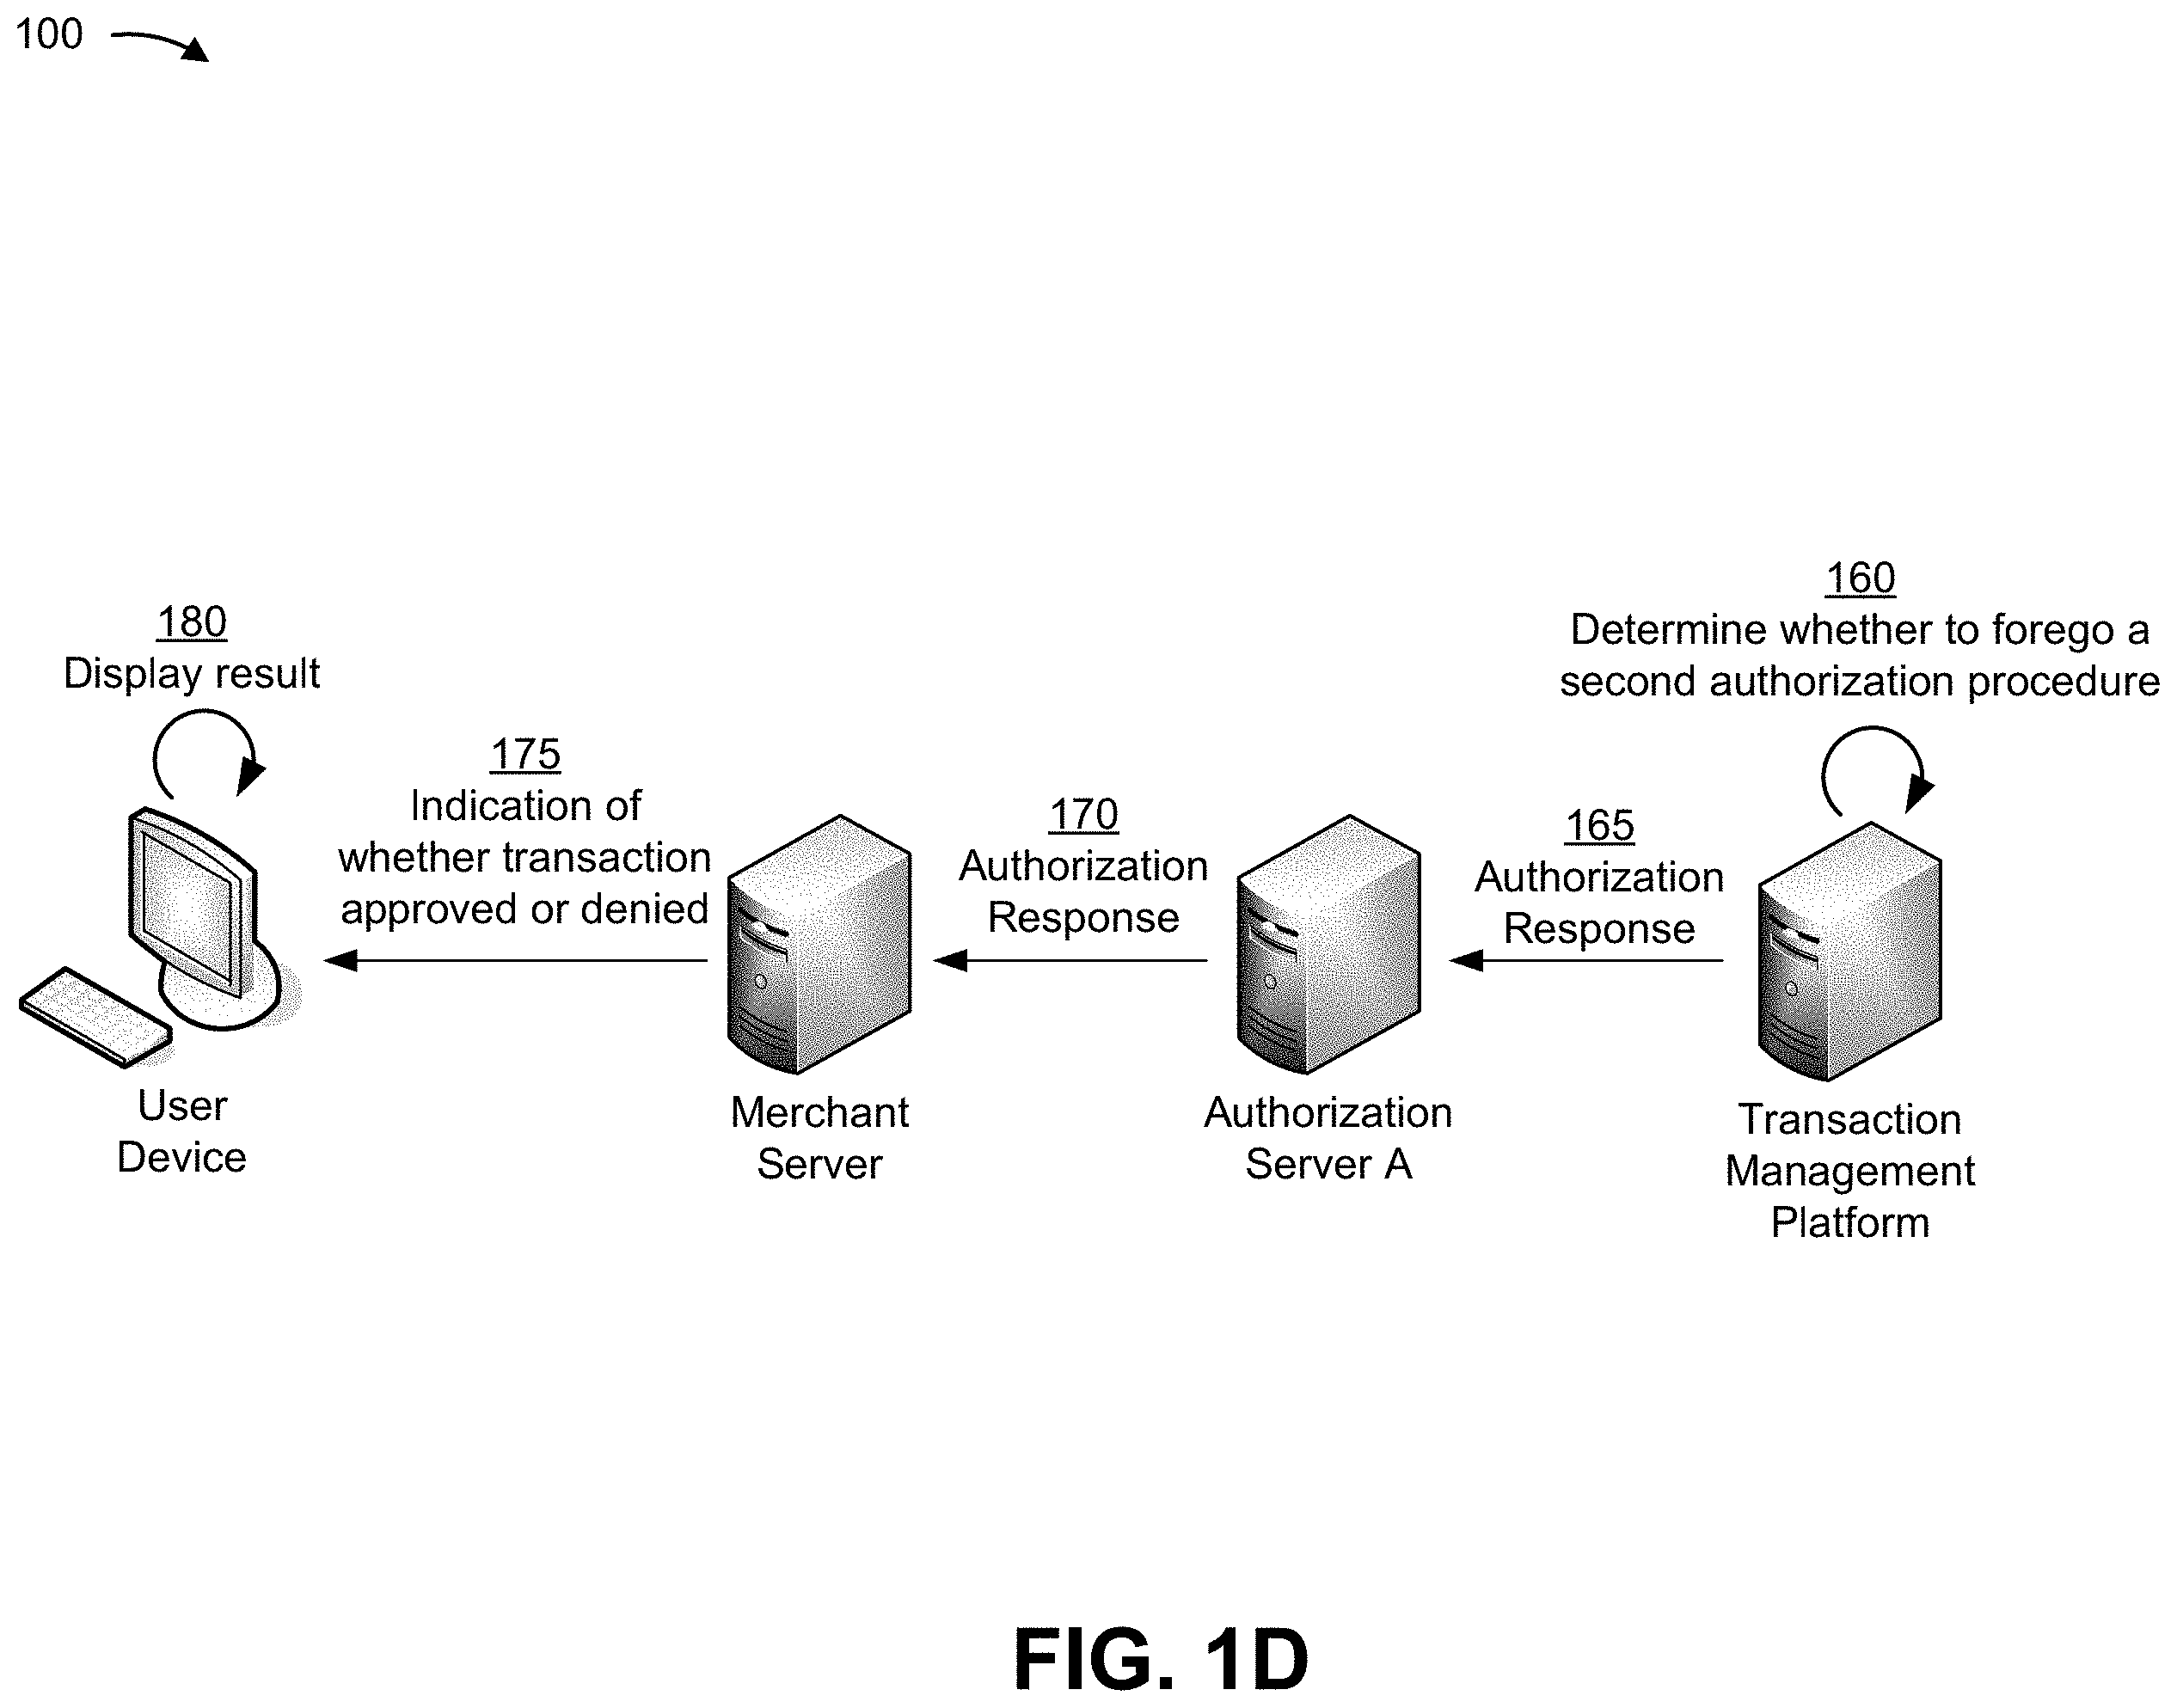 100
180
Display result
175
Indication of
whether transaction
approved or denied
170
Authorization
Response
165
Authorization
Response
160
Determine whether to forego a
second authorization procedure
User
Device
Merchant
Server
Authorization
Server A
Transaction
Management
Platform
FIG. 1D